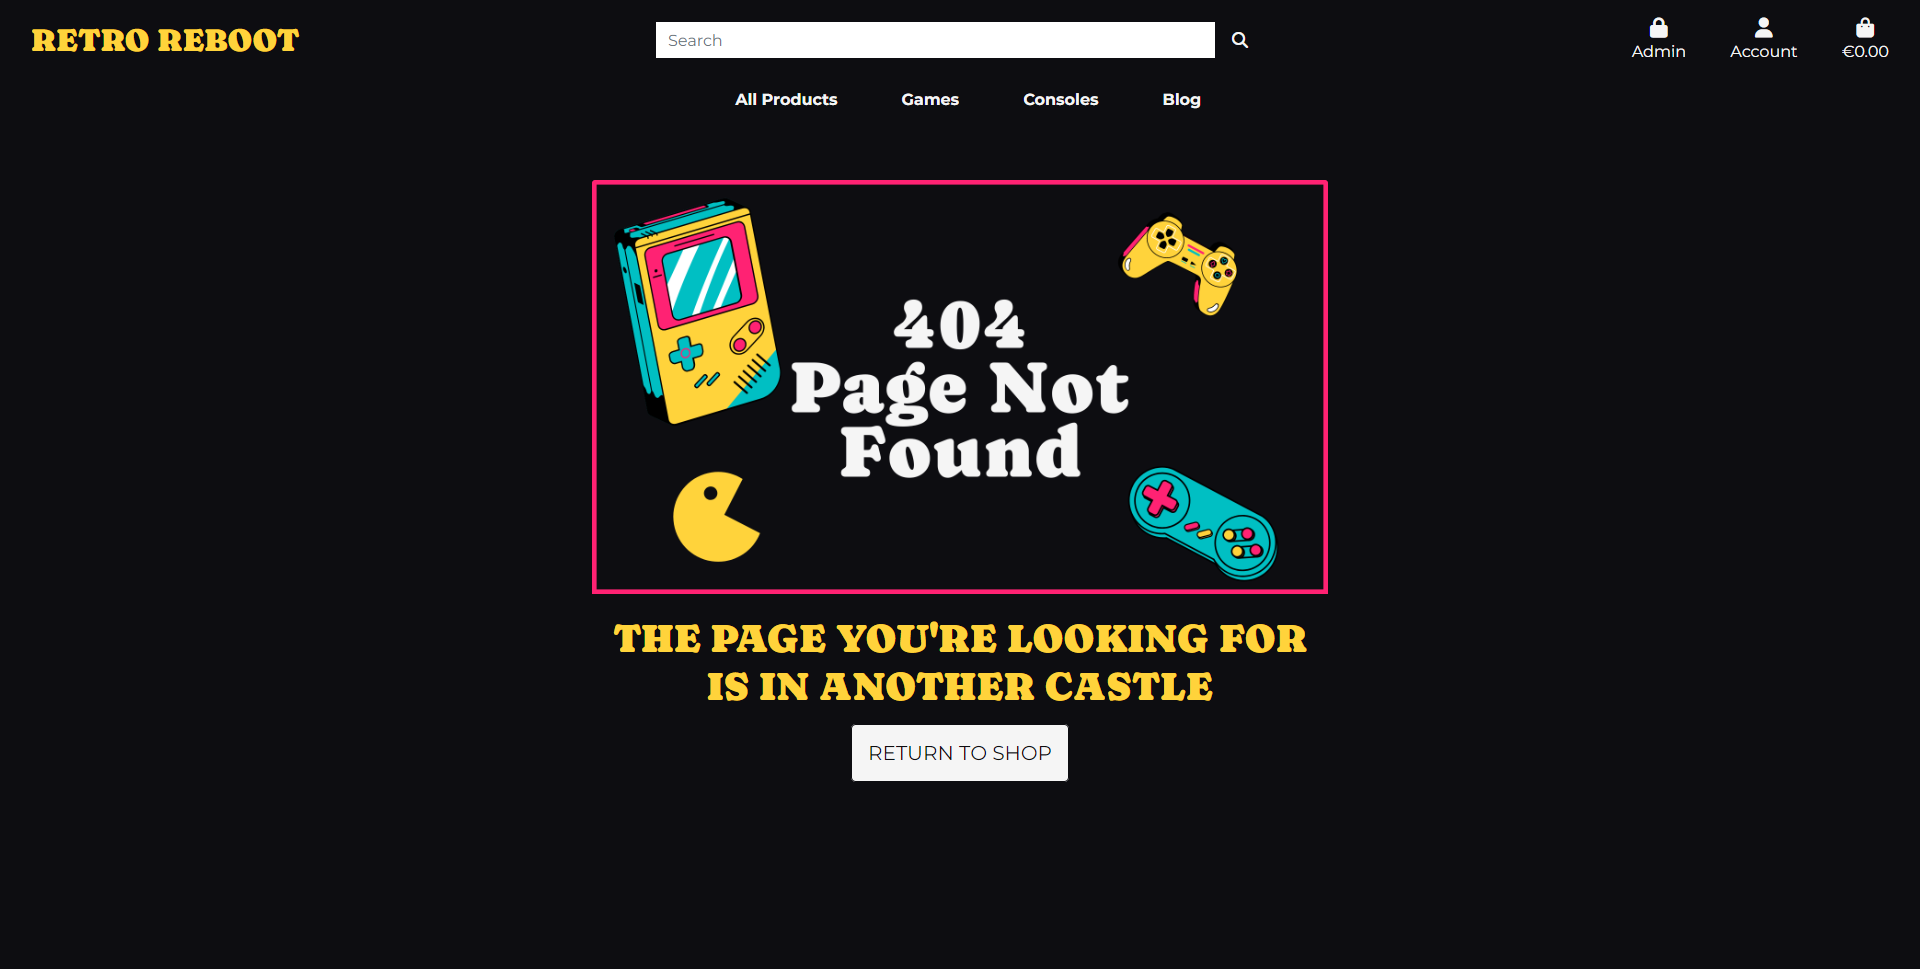 RETRO REBOOT
Search
Admin
Account
€0.00
All Products
Games
Consoles
Blog
404
Page Not
Found
THE PAGE YOU'RE LOOKING FOR
IS IN ANOTHER CASTLE
RETURN TO SHOP